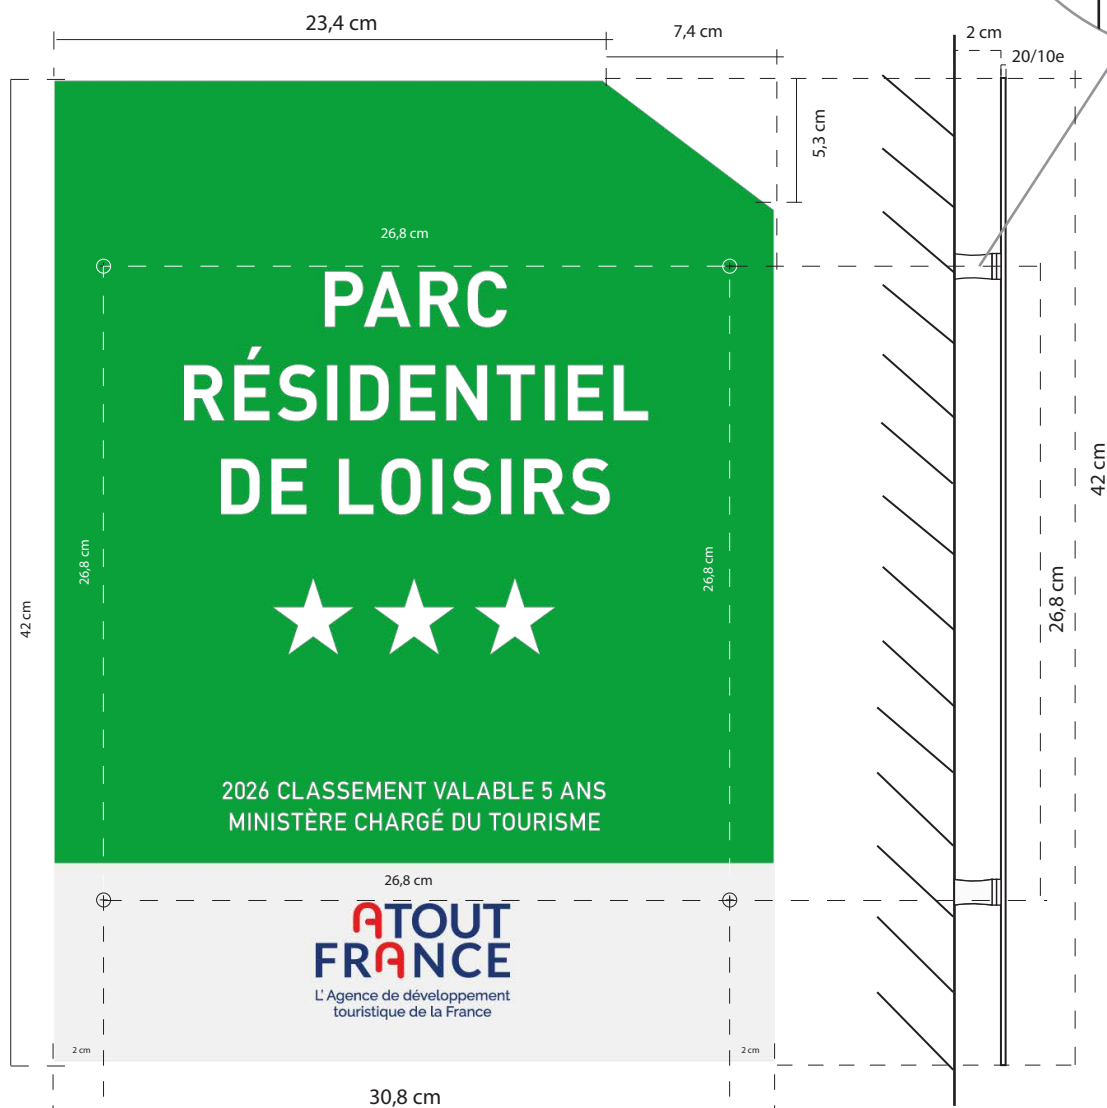 23,4 cm
7,4 cm
2 cm
20/10e
5,3 cm
26,8 cm
PARC
RÉSIDENTIEL
DE LOISIRS
26,8 cm
26,8 cm
42 cm
42 cm
26,8 cm
2026 CLASSEMENT VALABLE 5 ANS
MINISTÈRE CHARGÉ DU TOURISME
26,8 cm
ATOUT
FRANCE
L'Agence de développement
touristique de la France
2 cm
2 cm
30,8 cm